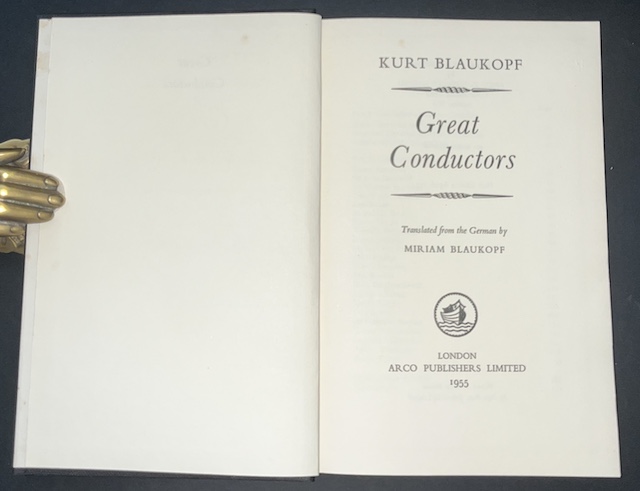 KURT BLAUKOPF
Great
Conductors
Translated from the German by
MIRIAM BLAUKOPF
LONDON
ARCO PUBLISHERS LIMITED
1955